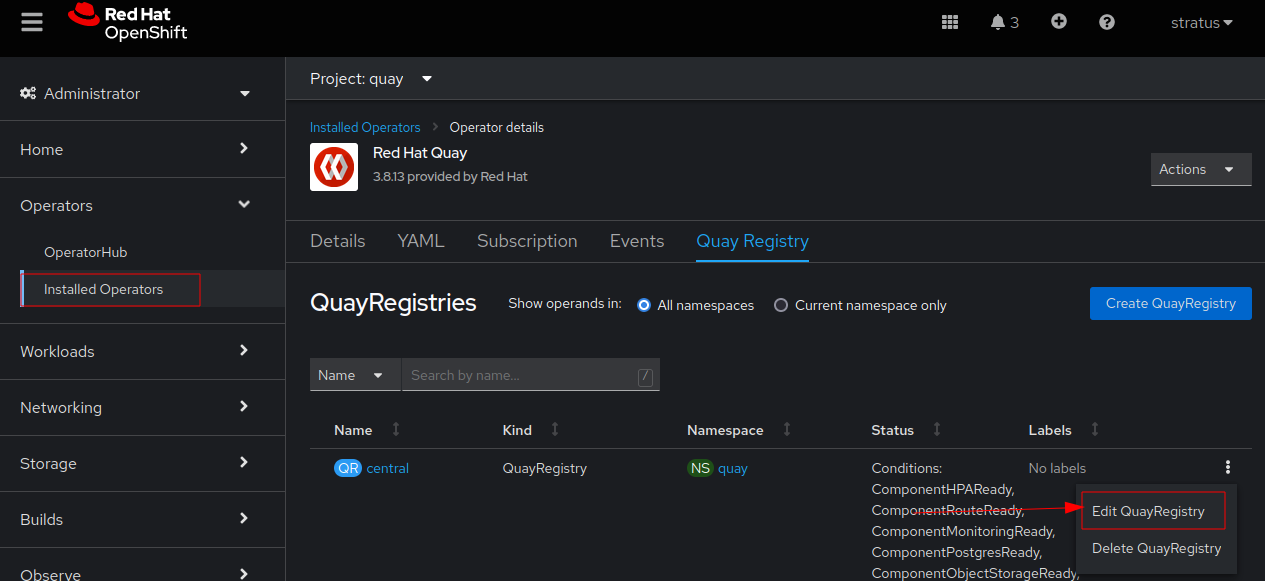 Red Hat
OpenShift
3
stratus
Administrator
Home
Operators
OperatorHub
Installed Operators
Workloads
Networking
Storage
Builds
Observe
Project: quay
Installed Operators > Operator details
Red Hat Quay
3.8.13 provided by Red Hat
Actions
Details YAML Subscription Events Quay Registry
QuayRegistries Show operands in: All namespaces Current namespace only Create QuayRegistry
Name Search by name... /
Name Kind Namespace Status Labels
QR central QuayRegistry NS quay Conditions: No labels
ComponentHPAReady,
ComponentRouteReady,
ComponentMonitoringReady,
ComponentPostgresReady,
ComponentObjectStorageReady,
Edit QuayRegistry
Delete QuayRegistry